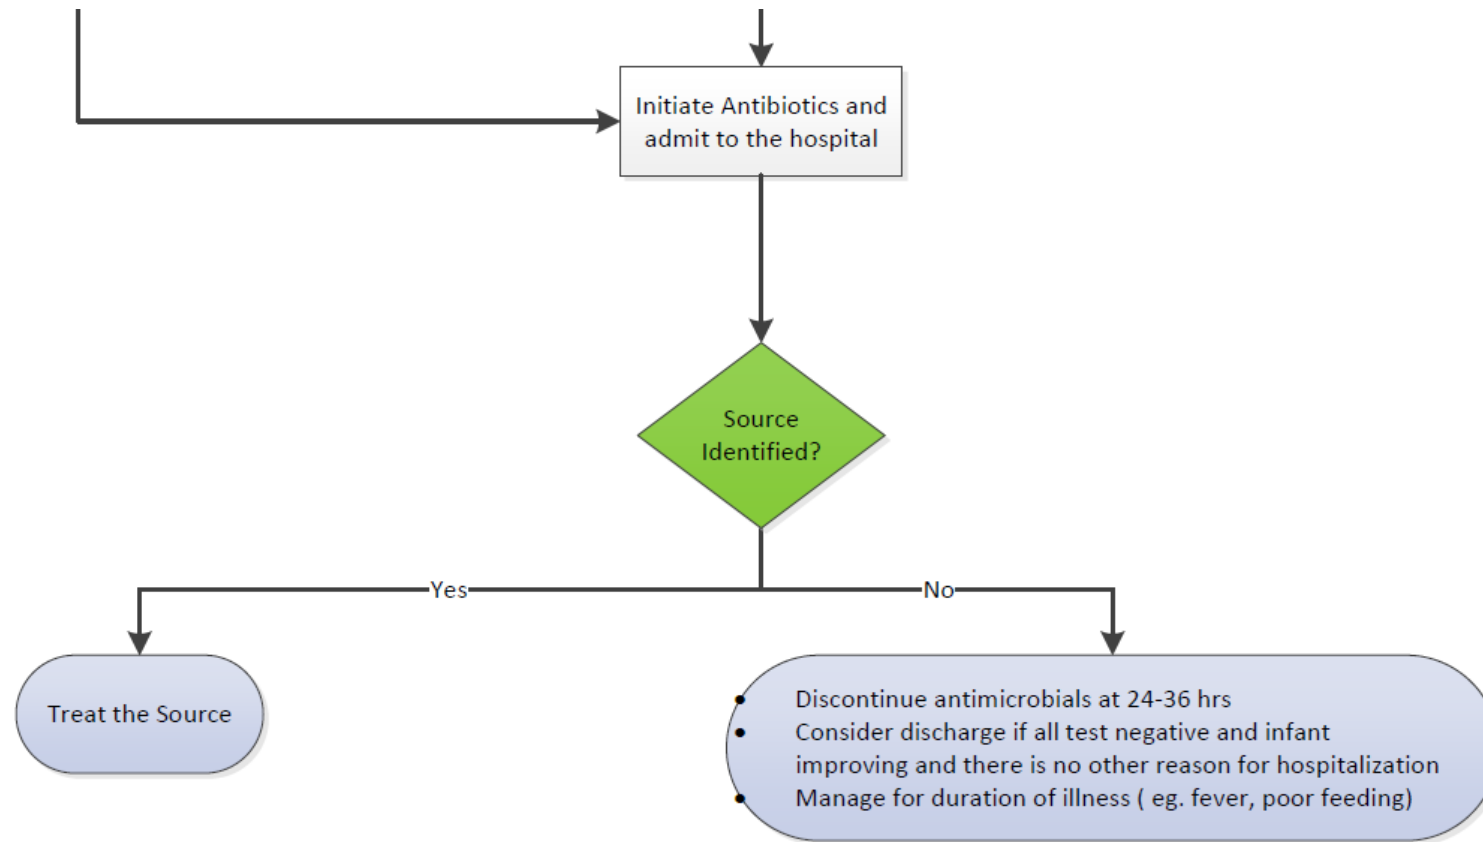 Initiate Antibiotics and
admit to the hospital
Source
Identified?
Yes
No
Treat the Source
• Discontinue antimicrobials at 24-36 hrs
• Consider discharge if all test negative and infant
improving and there is no other reason for hospitalization
• Manage for duration of illness ( eg. fever, poor feeding)